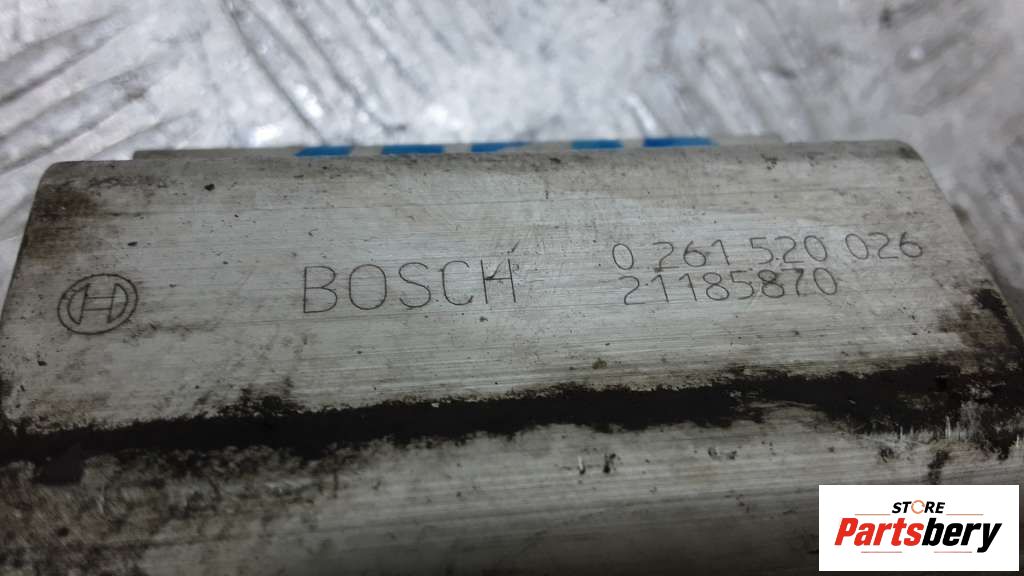 BOSCH
0 261 520 026
21185870
STORE
Partsbery